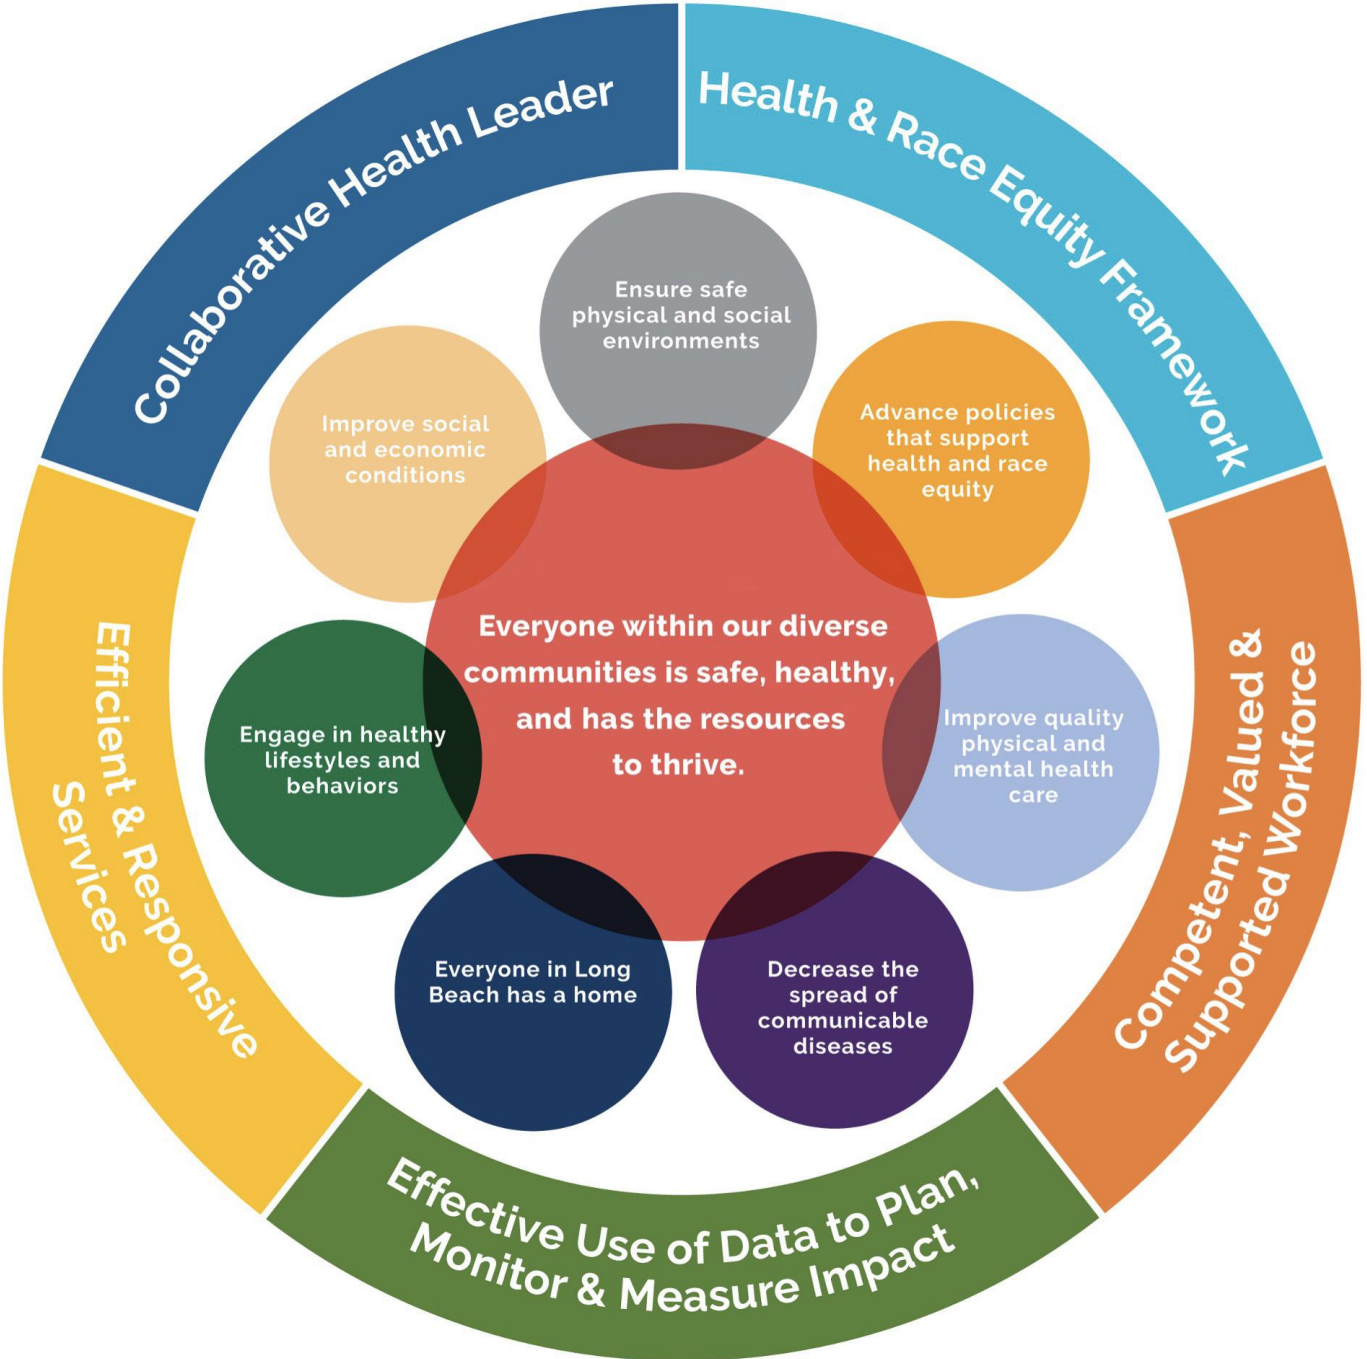 Collaborative Health Leader
Health & Race Equity Framework
Competent, Valued &
Supported Workforce
Effective Use of Data to Plan,
Monitor & Measure Impact
Efficient & Responsive
Services
Ensure safe
physical and social
environments
Advance policies
that support
health and race
equity
Improve quality
physical and
mental health
care
Decrease the
spread of
communicable
diseases
Everyone in Long
Beach has a home
Engage in healthy
lifestyles and
behaviors
Improve social
and economic
conditions
Everyone within our diverse
communities is safe, healthy,
and has the resources
to thrive.